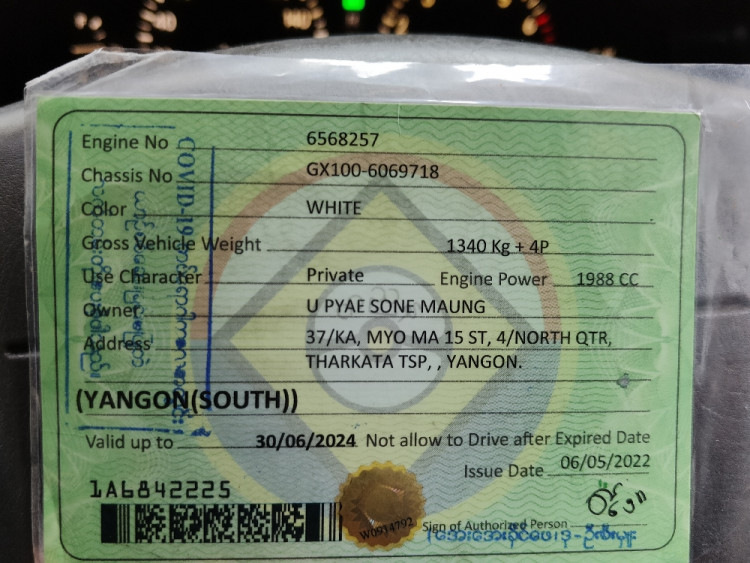 Engine No 6568257
Chassis No GX100-6069718
Color WHITE
Gross Vehicle Weight 1340 Kg + 4P
Use Character Private Engine Power 1988 CC
Owner U PYAE SONE MAUNG
Address 37/KA, MYO MA 15 ST, 4/NORTH QTR,
THARKATA TSP, , YANGON.
(YANGON(SOUTH))
Valid up to 30/06/2024 Not allow to Drive after Expired Date
Issue Date 06/05/2022
1A6842225
W0934792
Sign of Authorized Person
COVID-19